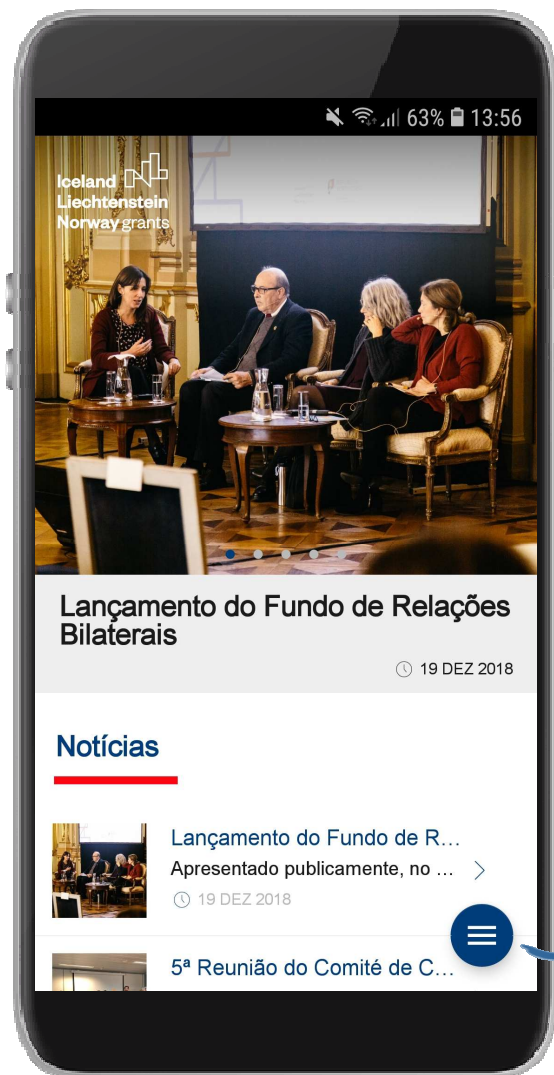 63% 13:56
Iceland
Liechtenstein
Norway grants
Lançamento do Fundo de Relações
Bilaterais
19 DEZ 2018
Notícias
Lançamento do Fundo de R...
Apresentado publicamente, no ...
19 DEZ 2018
5ª Reunião do Comité de C...